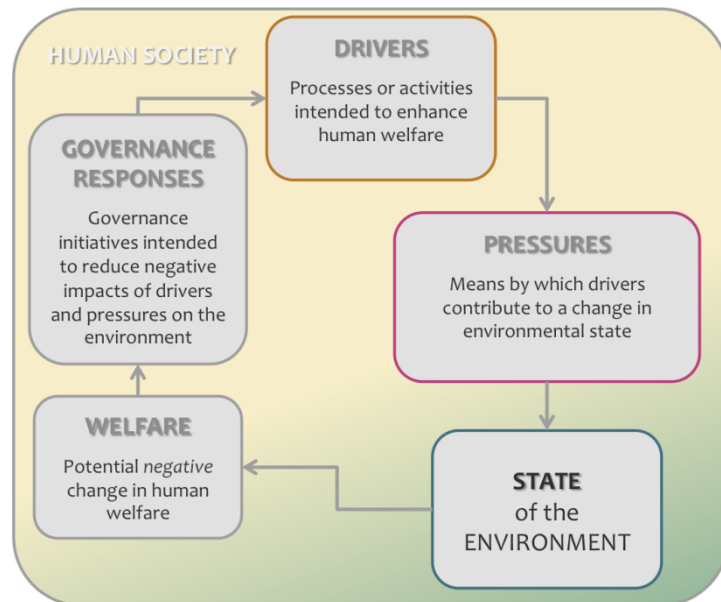 HUMAN SOCIETY
DRIVERS
Processes or activities
intended to enhance
human welfare
GOVERNANCE
RESPONSES
Governance
initiatives intended
to reduce negative
impacts of drivers
and pressures on the
environment
PRESSURES
Means by which drivers
contribute to a change in
environmental state
WELFARE
Potential negative
change in human
welfare
STATE
of the
ENVIRONMENT